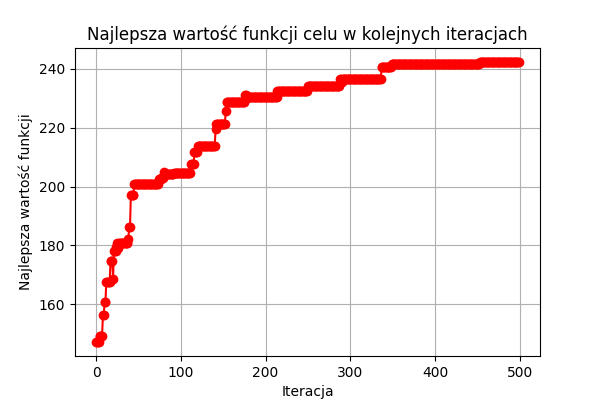 Najlepsza wartość funkcji celu w kolejnych iteracjach
Najlepsza wartość funkcji
240
220
200
180
160
0 100 200 300 400 500
Iteracja